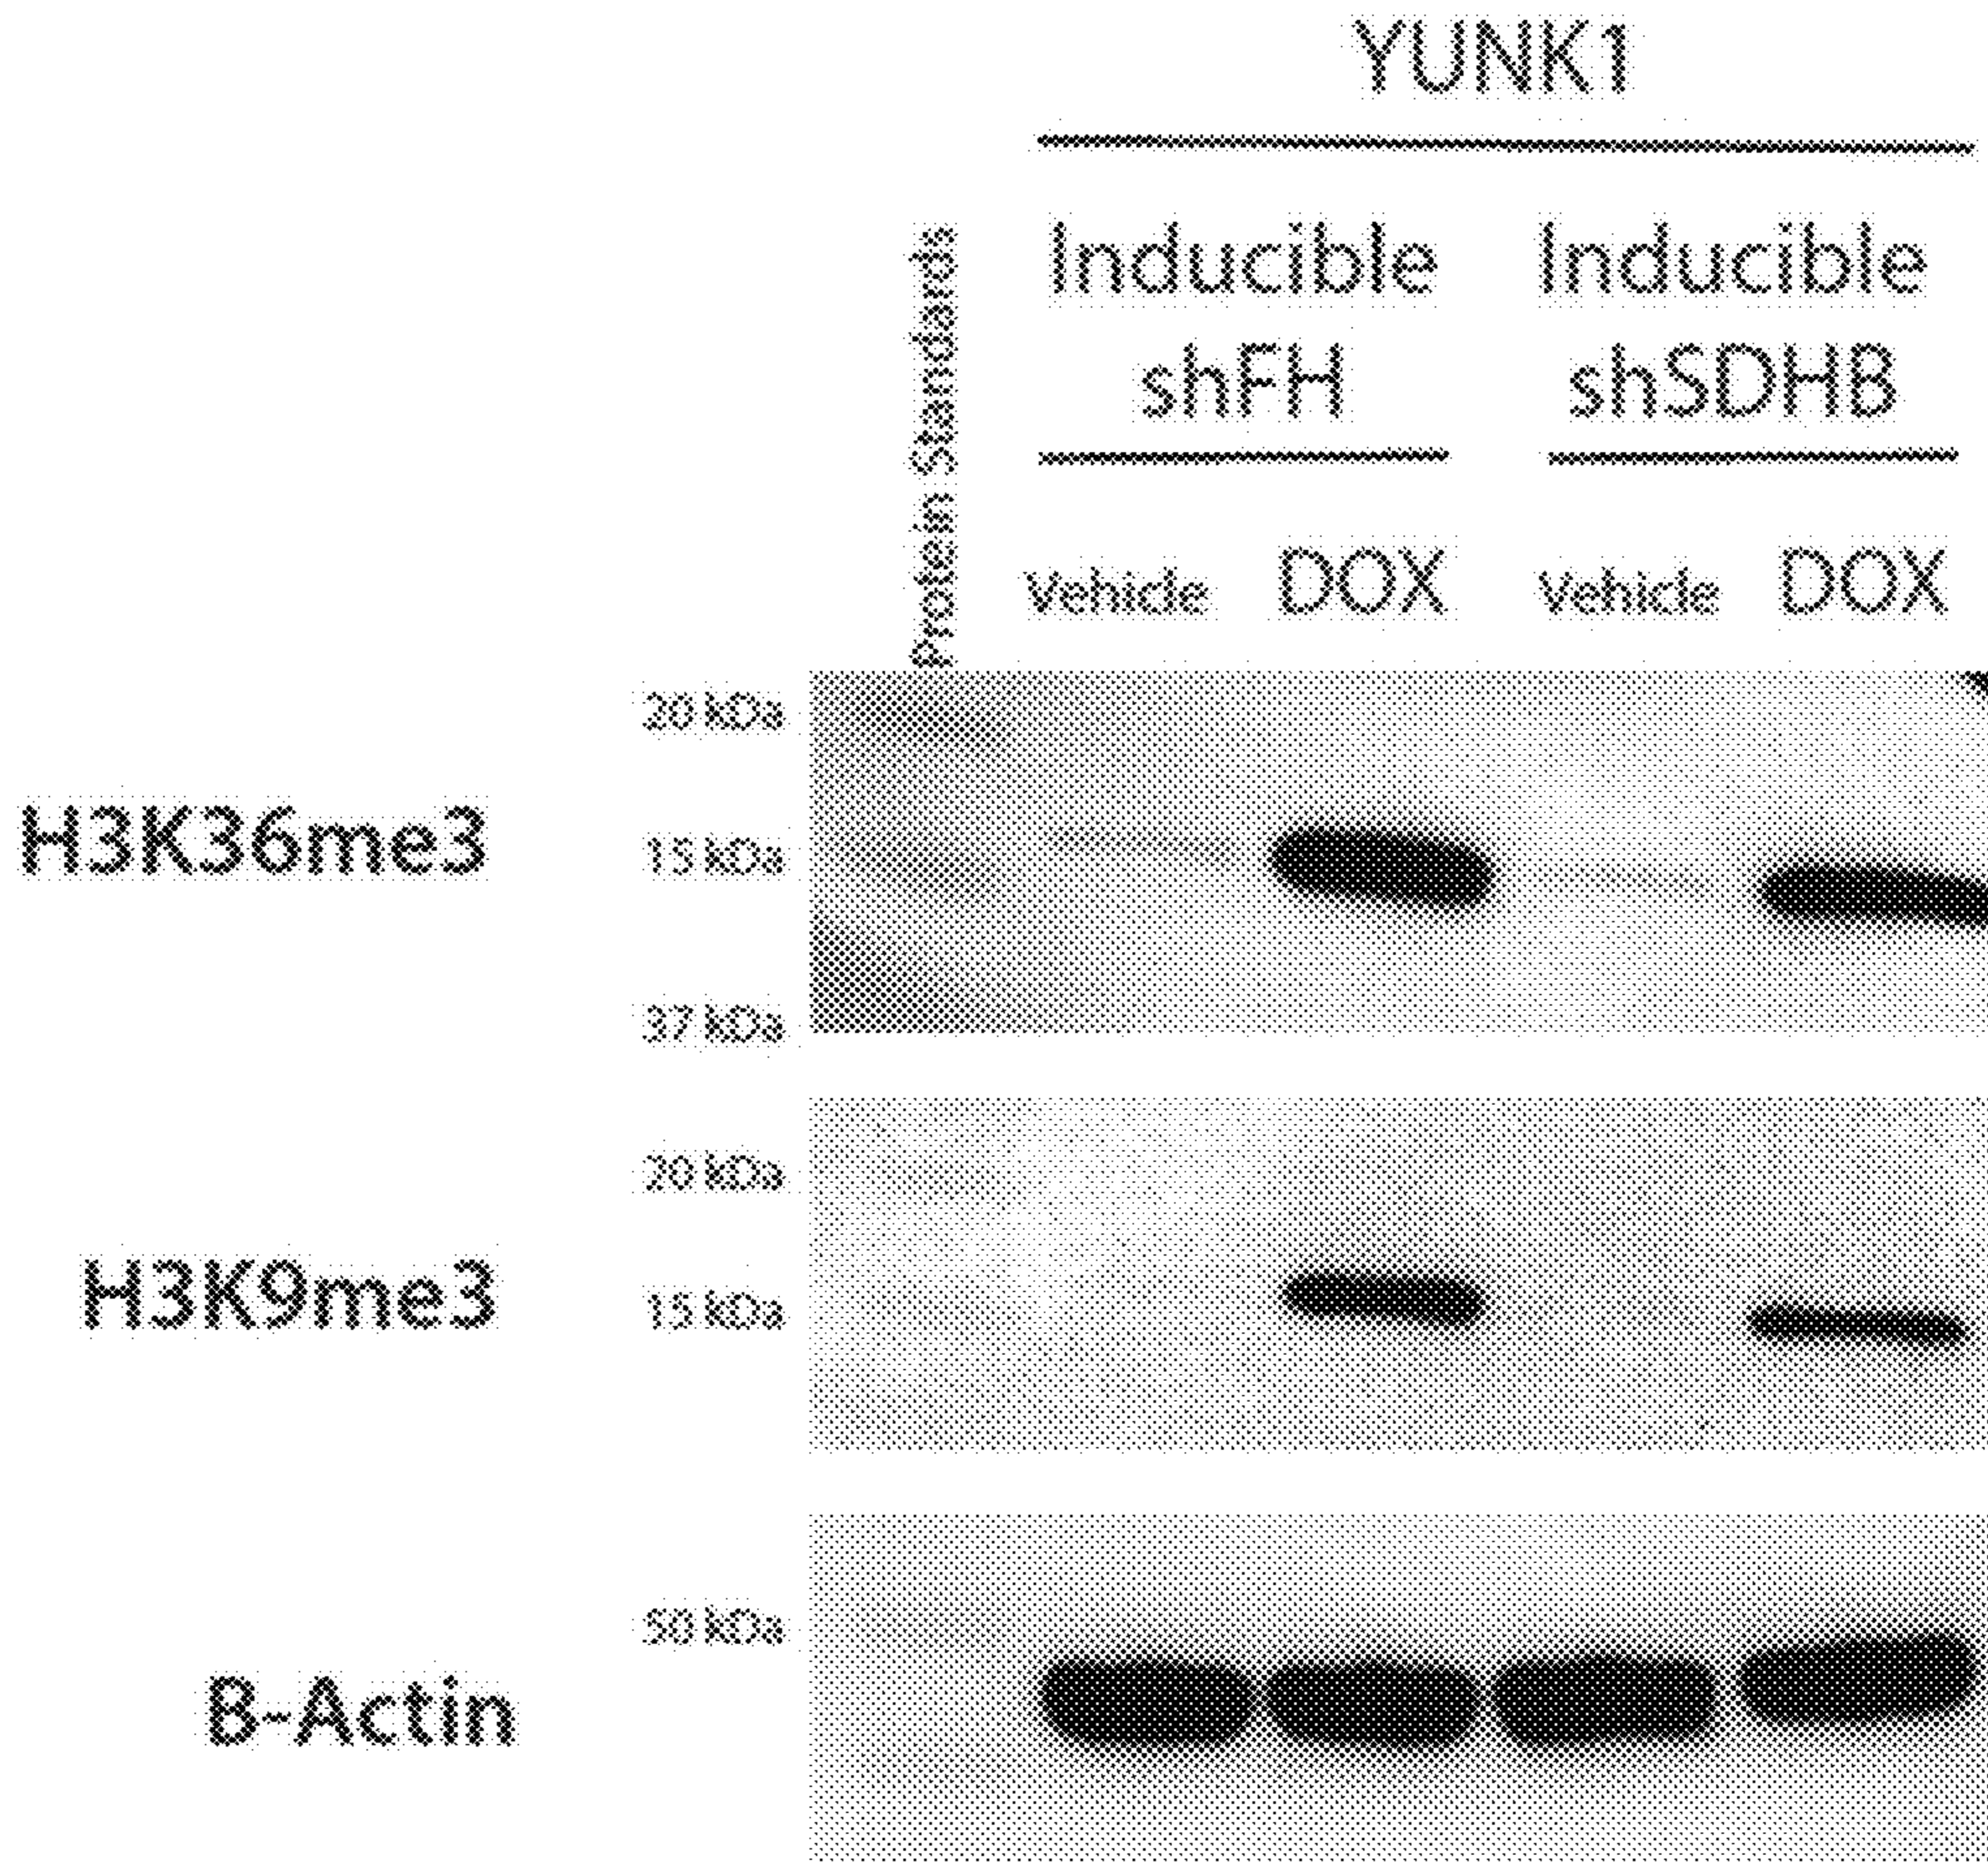 YUNK1
Inducible Inducible
shFH shSDHB
Protein Standards
Vehicle DOX Vehicle DOX
20 kDa
H3K36me3
15 kDa
37 kDa
20 kDa
H3K9me3
15 kDa
50 kDa
B-Actin